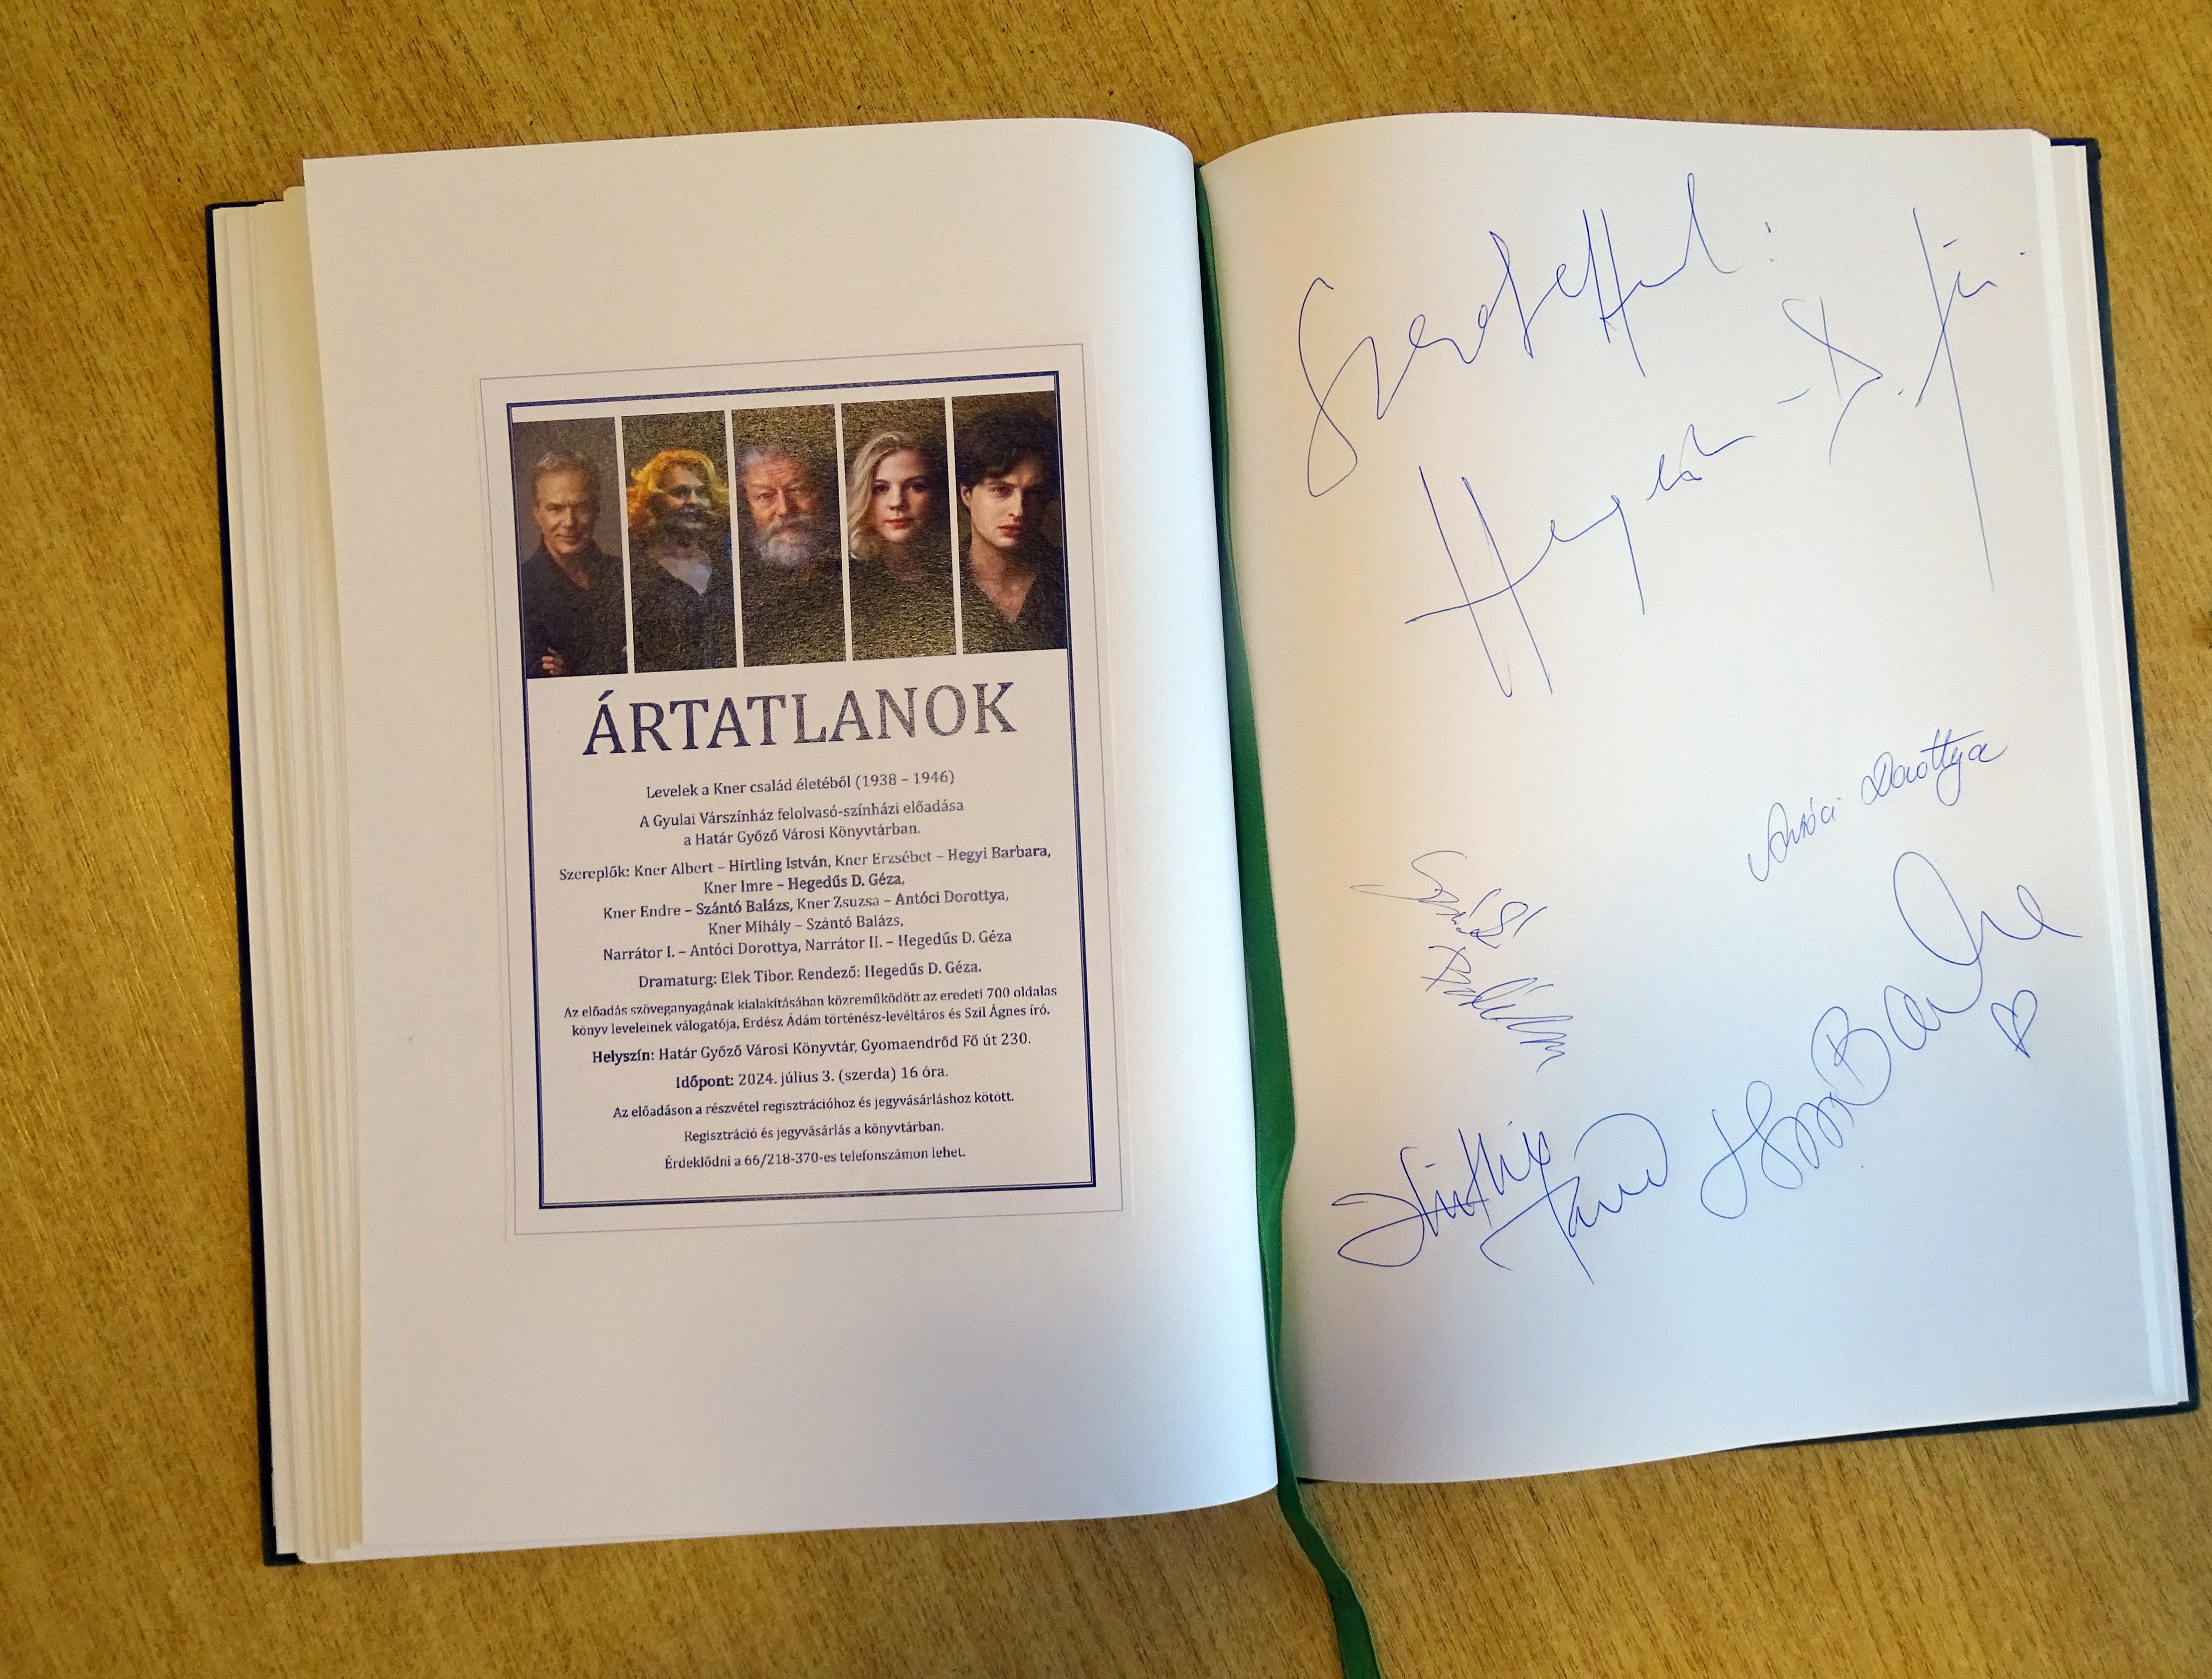 ÁRTATLANOK
Levelek a Kner család életéből (1938 – 1946)
A Gyulai Várszínház felolvasó-színházi előadása
a Határ Győző Városi Könyvtárban.
Szereplők: Kner Albert – Hirtling István, Kner Erzsébet – Hegyi Barbara,
Kner Imre – Hegedűs D. Géza,
Kner Endre – Szántó Balázs, Kner Zsuzsa – Antóci Dorottya,
Kner Mihály – Szántó Balázs,
Narrátor I. – Antóci Dorottya, Narrátor II. – Hegedűs D. Géza
Dramaturg: Elek Tibor. Rendező: Hegedűs D. Géza.
Az előadás szöveganyagának kialakításában közreműködött az eredeti 700 oldalas
könyv leveleinek válogatója, Erdész Ádám történész-levéltáros és Szil Ágnes író.
Helyszín: Határ Győző Városi Könyvtár, Gyomaendrőd Fő út 230.
Időpont: 2024. július 3. (szerda) 16 óra.
Az előadáson a részvétel regisztrációhoz és jegyvásárláshoz kötött.
Regisztráció és jegyvásárlás a könyvtárban.
Érdeklődni a 66/218-370-es telefonszámon lehet.
Szeretettel:
Antóci Dorottya